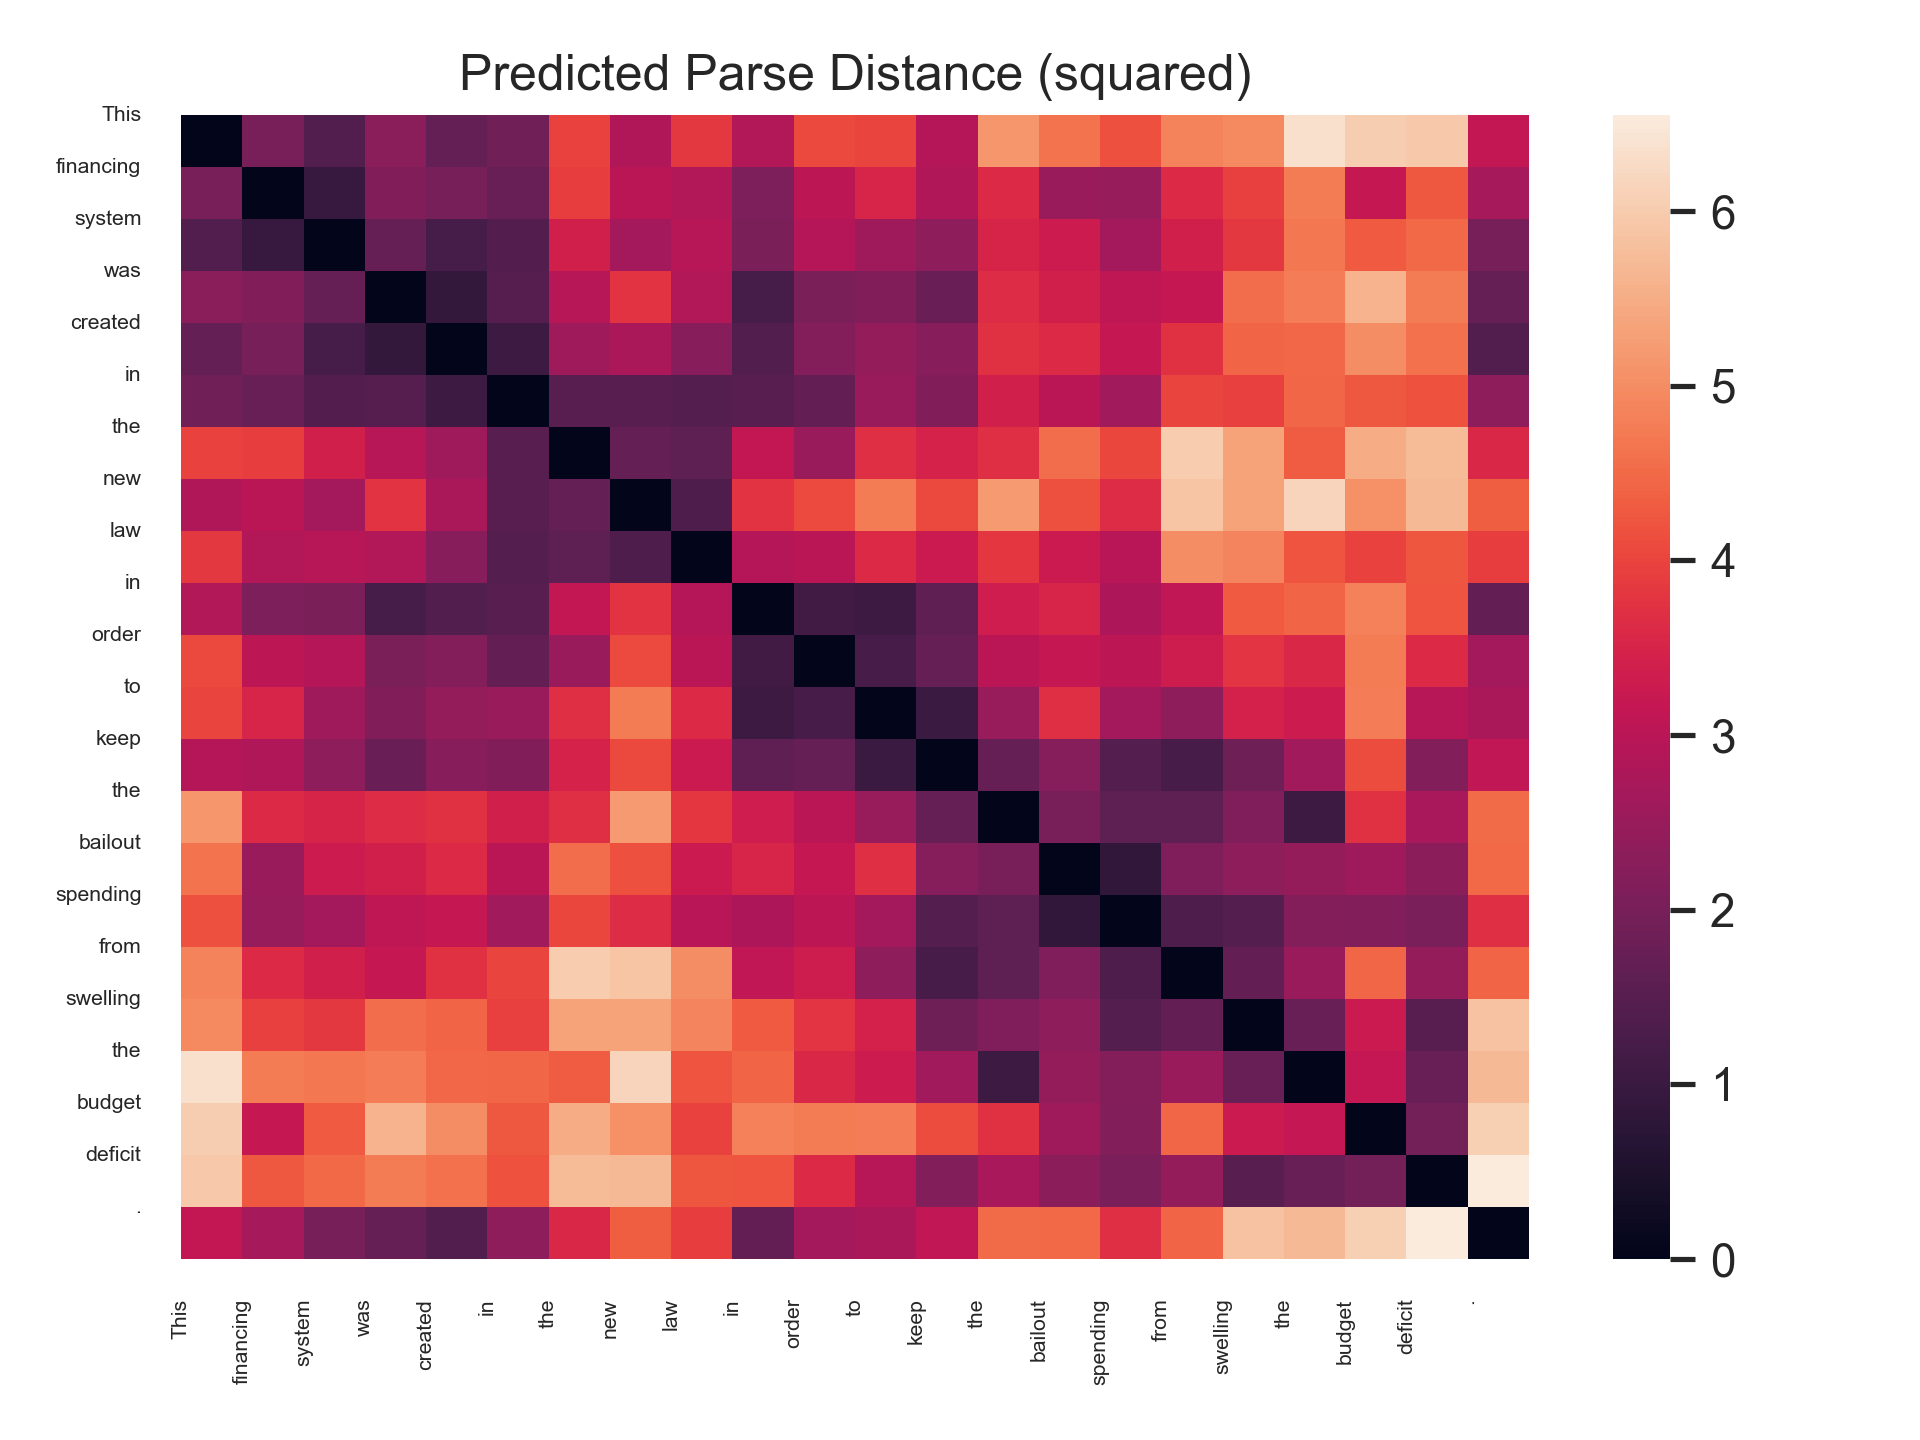 Predicted Parse Distance (squared)
This
financing
system
was
created
in
the
new
law
in
order
to
keep
the
bailout
spending
from
swelling
the
budget
deficit
.
6
5
4
3
2
1
0
This
financing
system
was
created
in
the
new
law
in
order
to
keep
the
bailout
spending
from
swelling
the
budget
deficit
.